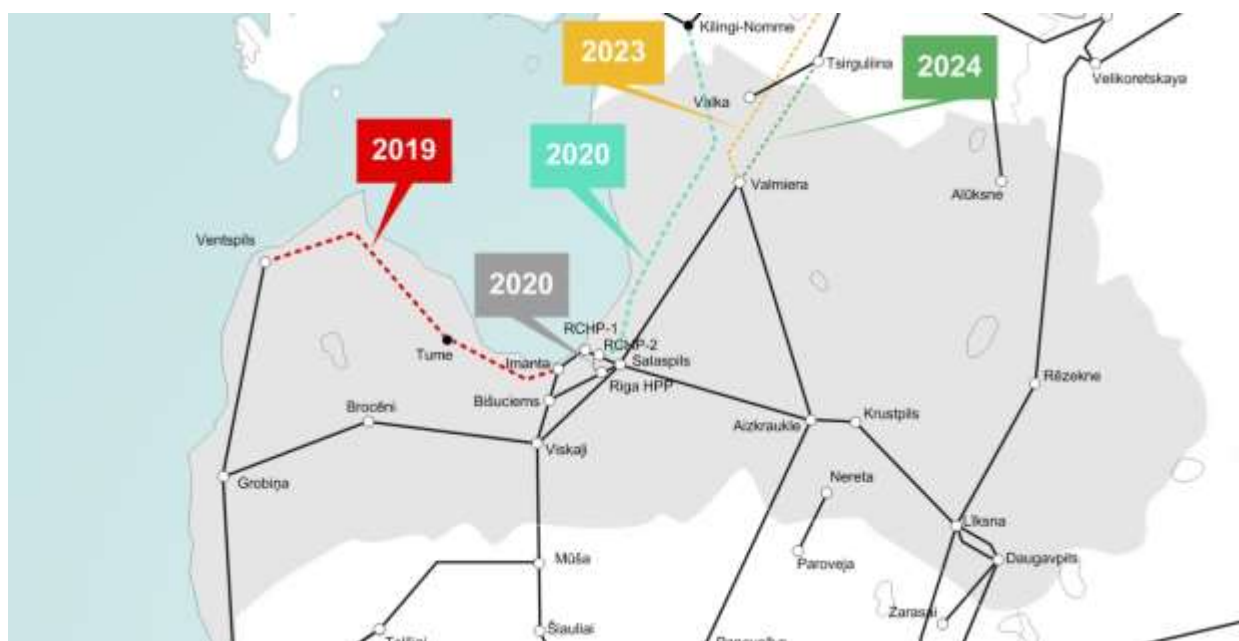 Kilingi-Nomme
2023
Tsirguliina
2024
Velikoretskaya
Valka
2019
2020
Valmiera
Alūksne
Ventspils
2020
RCHP-1
RCHP-2
Tume
Imanta
Salaspils
Riga HPP
Rēzekne
Bišuciems
Brocēni
Aizkraukle
Krustpils
Viskaļi
Grobiņa
Nereta
Līksna
Mūša
Paroveja
Daugavpils
Zarasai
Šiauliai